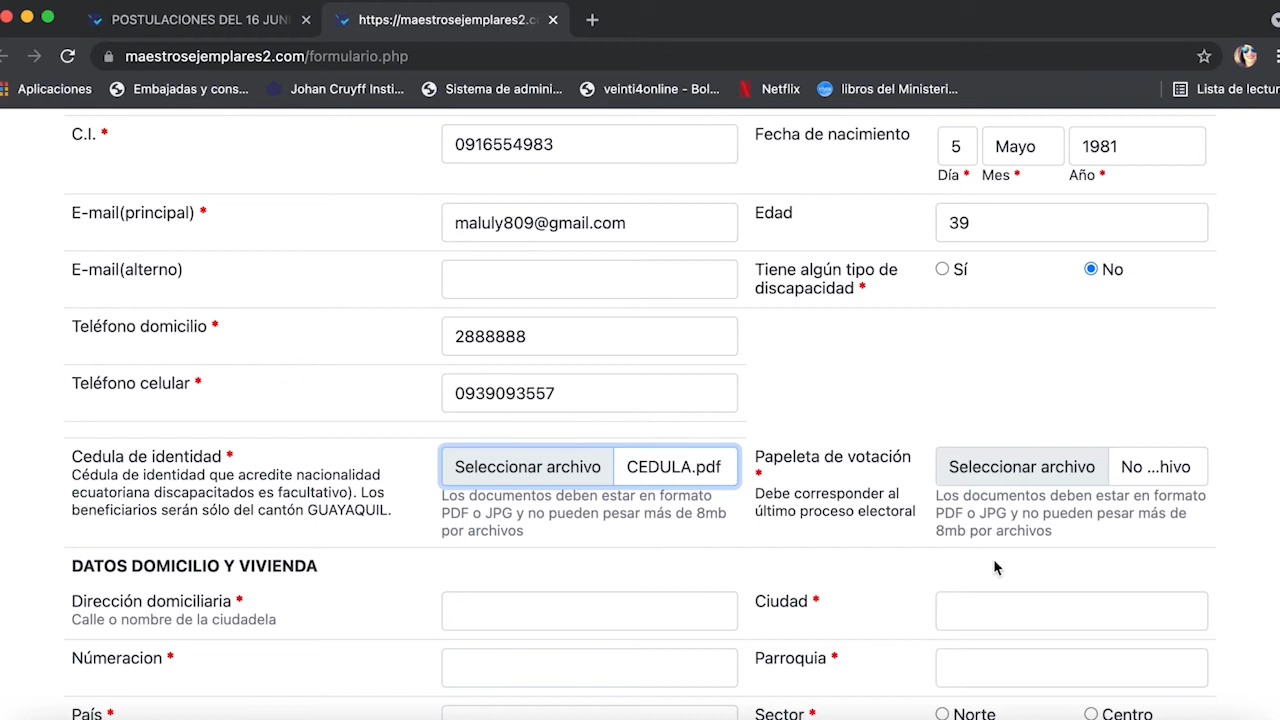 POSTULACIONES DEL 16 JUNI
https://maestrosejemplares2.co
maestrosejemplares2.com/formulario.php
Aplicaciones
Embajadas y cons...
Johan Cruyff Insti...
Sistema de admini...
veinti4online - Bol...
Netflix
libros del Ministeri...
Lista de lectur
C.I. *
0916554983
Fecha de nacimiento
5
Mayo
1981
Día *
Mes *
Año *
E-mail(principal) *
maluly809@gmail.com
Edad
39
E-mail(alterno)
Tiene algún tipo de
discapacidad *
Sí
No
Teléfono domicilio *
2888888
Teléfono celular *
0939093557
Cedula de identidad *
Cédula de identidad que acredite nacionalidad
ecuatoriana discapacitados es facultativo). Los
beneficiarios serán sólo del cantón GUAYAQUIL.
Seleccionar archivo
CEDULA.pdf
Los documentos deben estar en formato
PDF o JPG y no pueden pesar más de 8mb
por archivos
Papeleta de votación
*
Debe corresponder al
último proceso electoral
Seleccionar archivo
No ...hivo
Los documentos deben estar en formato
PDF o JPG y no pueden pesar más de
8mb por archivos
DATOS DOMICILIO Y VIVIENDA
Dirección domiciliaria *
Calle o nombre de la ciudadela
Ciudad *
Númeracion *
Parroquia *
País *
Sector *
Norte
Centro